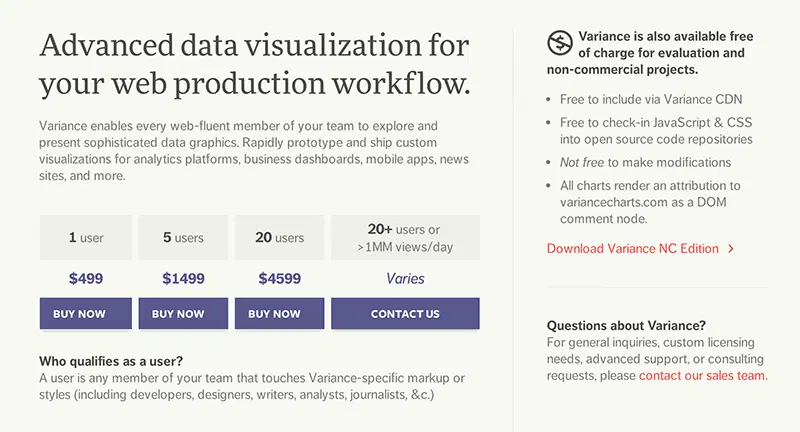 Advanced data visualization for
your web production workflow.
Variance enables every web-fluent member of your team to explore and
present sophisticated data graphics. Rapidly prototype and ship custom
visualizations for analytics platforms, business dashboards, mobile apps, news
sites, and more.
1 user
5 users
20 users
20+ users or
>1MM views/day
$499
$1499
$4599
Varies
BUY NOW
BUY NOW
BUY NOW
CONTACT US
Who qualifies as a user?
A user is any member of your team that touches Variance-specific markup or
styles (including developers, designers, writers, analysts, journalists, &c.)
Variance is also available free
of charge for evaluation and
non-commercial projects.
• Free to include via Variance CDN
• Free to check-in JavaScript & CSS
into open source code repositories
• Not free to make modifications
• All charts render an attribution to
variancecharts.com as a DOM
comment node.
Download Variance NC Edition >
Questions about Variance?
For general inquiries, custom licensing
needs, advanced support, or consulting
requests, please contact our sales team.